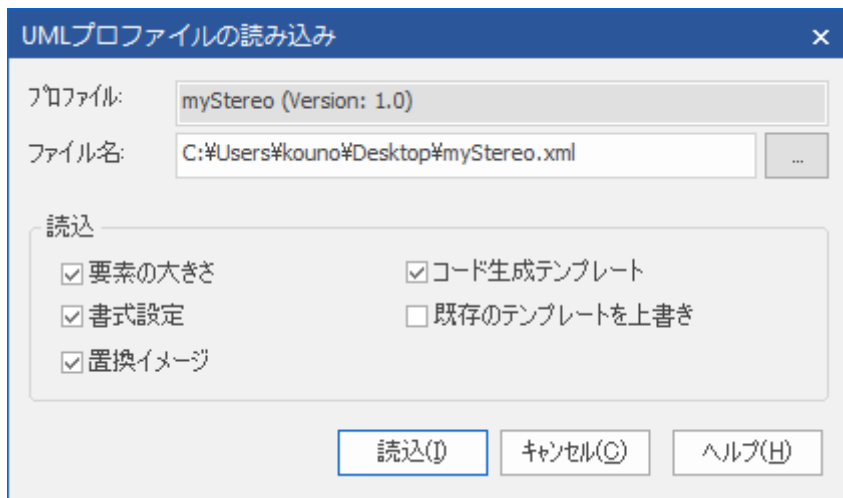 UMLプロファイルの読み込み
プロファイル: myStereo (Version: 1.0)
ファイル名: C:¥Users¥kouno¥Desktop¥myStereo.xml ...
読込
要素の大きさ コード生成テンプレート
書式設定 既存のテンプレートを上書き
置換イメージ
読込(I) キャンセル(C) ヘルプ(H)